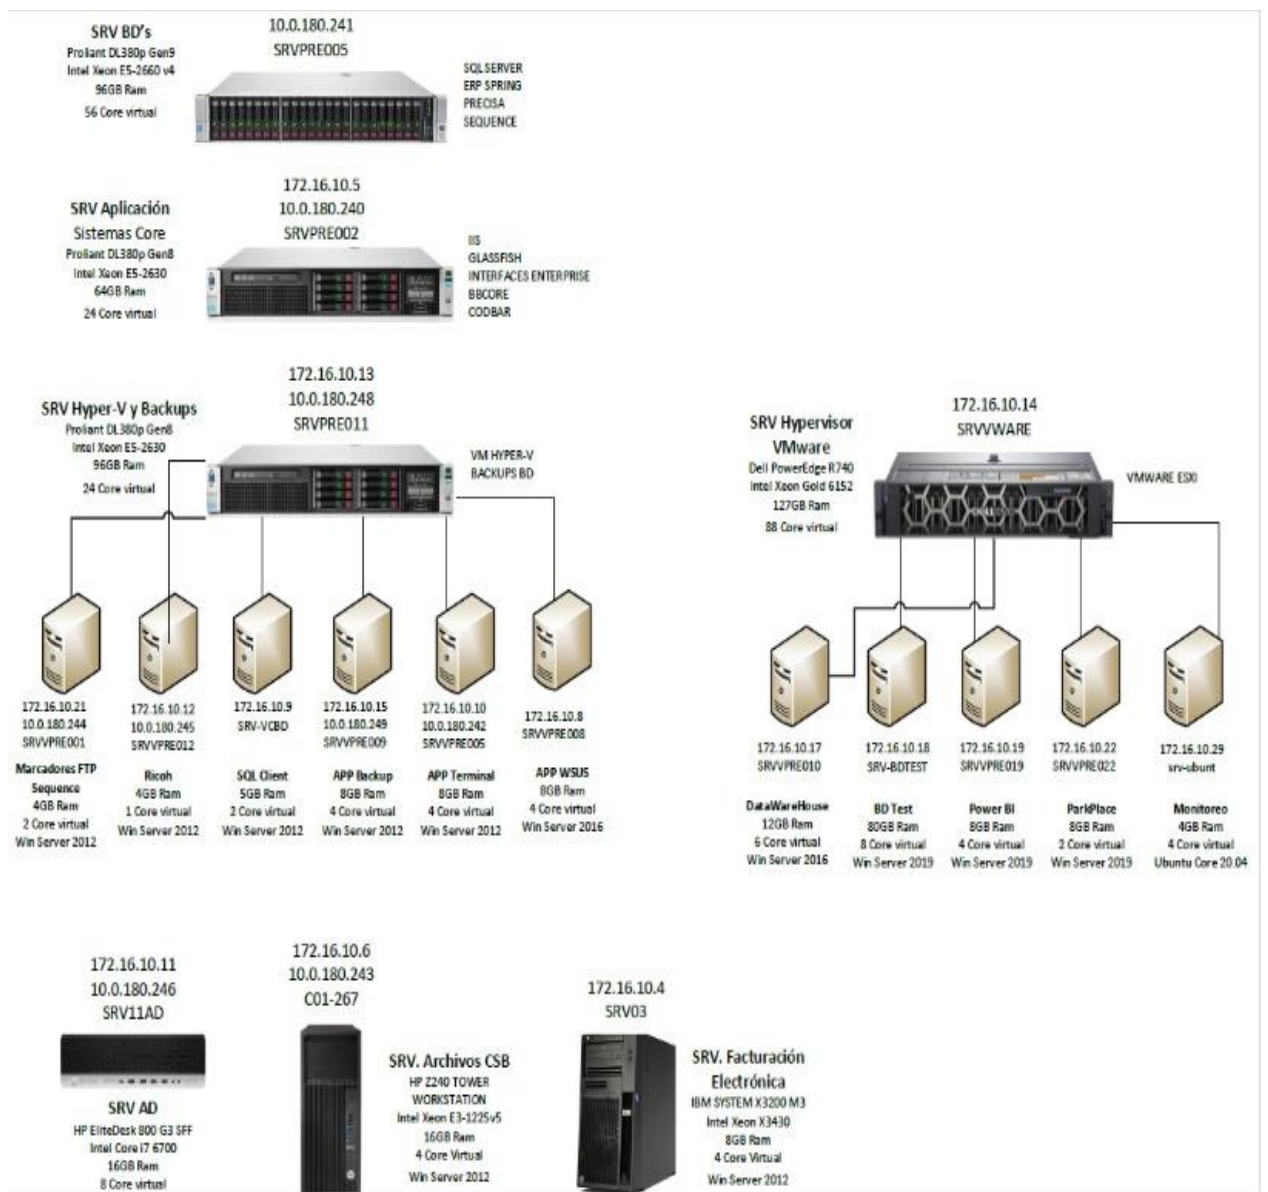 SRV BD's
Proliant DL380p Gen9
Intel Xeon E5-2660 v4
96GB Ram
56 Core virtual
10.0.180.241
SRVPRE005
SQLSERVER
ERP SPRING
PRECISA
SEQUENCE
172.16.10.5
10.0.180.240
SRVPRE002
SRV Aplicación
Sistemas Core
Proliant DL380p Gen8
Intel Xeon E5-2630
64GB Ram
24 Core virtual
IIS
GLASSFISH
INTERFACES ENTERPRISE
BBCORE
CODBAR
172.16.10.13
10.0.180.248
SRVPRE011
SRV Hyper-V y Backups
Proliant DL380p Gen8
Intel Xeon E5-2630
96GB Ram
24 Core virtual
VM HYPER-V
BACKUPS BD
172.16.10.14
SRVVWARE
SRV Hypervisor
VMware
Dell PowerEdge R740
Intel Xeon Gold 6152
127GB Ram
88 Core virtual
VMWARE ESXI
172.16.10.21
10.0.180.244
SRVVPRE001
Marcadores FTP
Sequence
4GB Ram
2 Core virtual
Win Server 2012
172.16.10.12
10.0.180.245
SRVVPRE012
Ricoh
4GB Ram
1 Core virtual
Win Server 2012
172.16.10.9
SRV-VCBD
SQL Client
5GB Ram
2 Core virtual
Win Server 2012
172.16.10.15
10.0.180.249
SRVVPRE009
APP Backup
8GB Ram
4 Core virtual
Win Server 2012
172.16.10.10
10.0.180.242
SRVVPRE005
APP Terminal
8GB Ram
4 Core virtual
Win Server 2012
172.16.10.8
SRVVPRE008
APP WSUS
8GB Ram
4 Core virtual
Win Server 2016
172.16.10.17
SRVVPRE010
DataWareHouse
12GB Ram
6 Core virtual
Win Server 2016
172.16.10.18
SRV-BDTEST
BD Test
80GB Ram
8 Core virtual
Win Server 2019
172.16.10.19
SRVVPRE019
Power BI
8GB Ram
4 Core virtual
Win Server 2019
172.16.10.22
SRVVPRE022
ParkPlace
8GB Ram
2 Core virtual
Win Server 2019
172.16.10.29
srv-ubunt
Monitoreo
4GB Ram
4 Core virtual
Ubuntu Core 20.04
172.16.10.11
10.0.180.246
SRV11AD
SRV AD
HP EliteDesk 800 G3 SFF
Intel Core i7 6700
16GB Ram
8 Core virtual
172.16.10.6
10.0.180.243
C01-267
SRV. Archivos CSB
HP Z240 TOWER
WORKSTATION
Intel Xeon E3-1225v5
16GB Ram
4 Core Virtual
Win Server 2012
172.16.10.4
SRV03
SRV. Facturación
Electrónica
IBM SYSTEM X3200 M3
Intel Xeon X3430
8GB Ram
4 Core Virtual
Win Server 2012